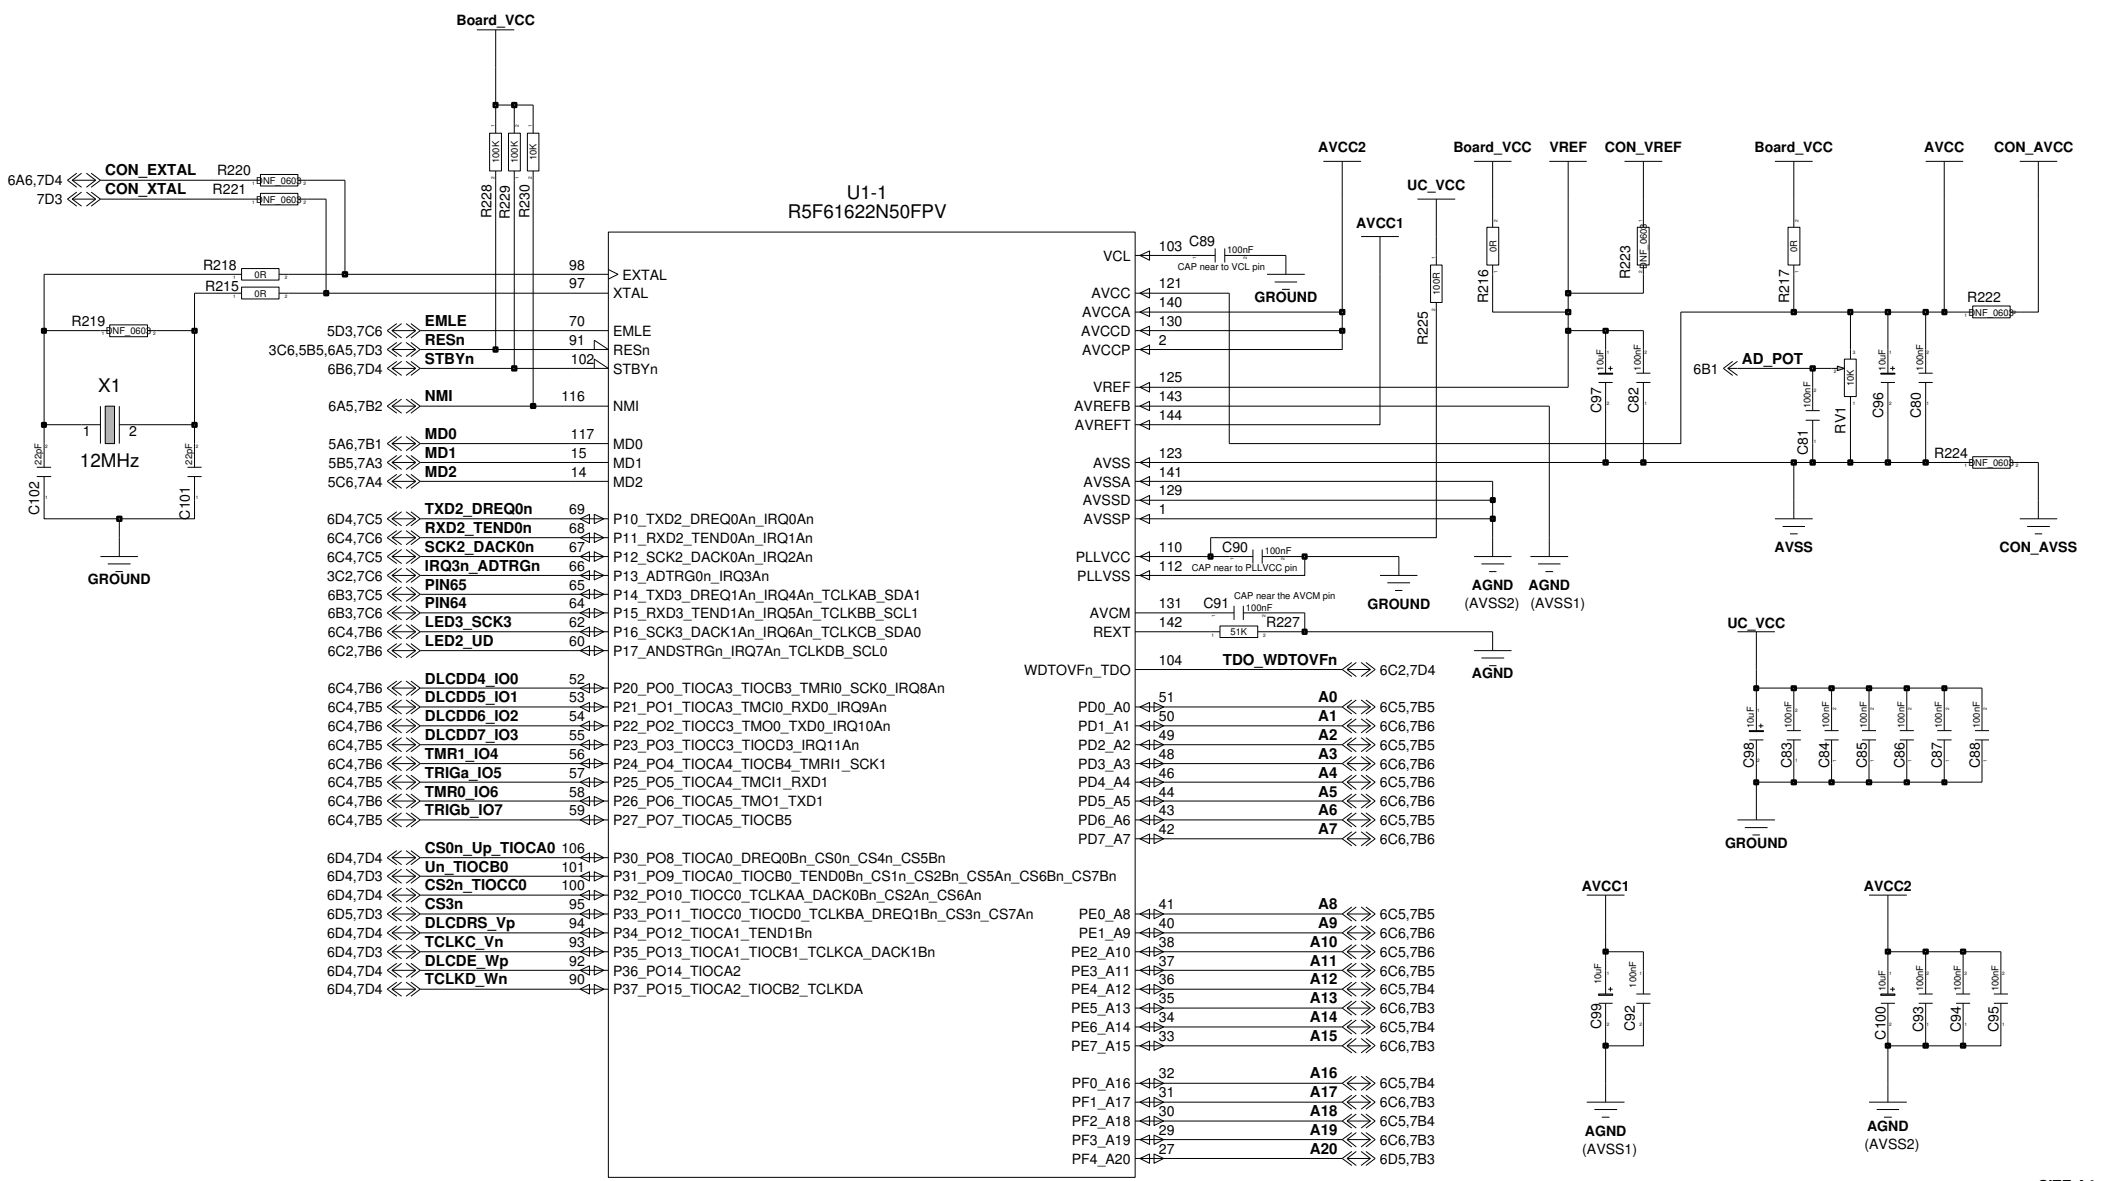 Board_VCC
100K
100K
10K
R228
R229
R230
6A6,7D4 CON_EXTAL R220 DNF_0603
7D3 CON_XTAL R221 DNF_0603
R218 0R
R215 0R
R219 DNF_0603
X1
1 2
12MHz
22pF
C102
22pF
C101
GROUND
U1-1
R5F61622N50FPV
98 EXTAL
97 XTAL
5D3,7C6 EMLE 70 EMLE
3C6,5B5,6A5,7D3 RESn 91 RESn
6B6,7D4 STBYn 102 STBYn
6A5,7B2 NMI 116 NMI
5A6,7B1 MD0 117 MD0
5B5,7A3 MD1 15 MD1
5C6,7A4 MD2 14 MD2
6D4,7C5 TXD2_DREQ0n 69 P10_TXD2_DREQ0An_IRQ0An
6C4,7C6 RXD2_TEND0n 68 P11_RXD2_TEND0An_IRQ1An
6C4,7C5 SCK2_DACK0n 67 P12_SCK2_DACK0An_IRQ2An
3C2,7C6 IRQ3n_ADTRGn 66 P13_ADTRG0n_IRQ3An
6B3,7C5 PIN65 65 P14_TXD3_DREQ1An_IRQ4An_TCLKAB_SDA1
6B3,7C6 PIN64 64 P15_RXD3_TEND1An_IRQ5An_TCLKBB_SCL1
6C4,7B6 LED3_SCK3 62 P16_SCK3_DACK1An_IRQ6An_TCLKCB_SDA0
6C2,7B6 LED2_UD 60 P17_ANDSTRGn_IRQ7An_TCLKDB_SCL0
6C4,7B6 DLCDD4_IO0 52 P20_PO0_TIOCA3_TIOCB3_TMRI0_SCK0_IRQ8An
6C4,7B5 DLCDD5_IO1 53 P21_PO1_TIOCA3_TMCI0_RXD0_IRQ9An
6C4,7B6 DLCDD6_IO2 54 P22_PO2_TIOCC3_TMO0_TXD0_IRQ10An
6C4,7B5 DLCDD7_IO3 55 P23_PO3_TIOCC3_TIOCD3_IRQ11An
6C4,7B6 TMR1_IO4 56 P24_PO4_TIOCA4_TIOCB4_TMRI1_SCK1
6C4,7B5 TRIGa_IO5 57 P25_PO5_TIOCA4_TMCI1_RXD1
6C4,7B6 TMR0_IO6 58 P26_PO6_TIOCA5_TMO1_TXD1
6C4,7B5 TRIGb_IO7 59 P27_PO7_TIOCA5_TIOCB5
6D4,7D4 CS0n_Up_TIOCA0 106 P30_PO8_TIOCA0_DREQ0Bn_CS0n_CS4n_CS5Bn
6D4,7D3 Un_TIOCB0 101 P31_PO9_TIOCA0_TIOCB0_TEND0Bn_CS1n_CS2Bn_CS5An_CS6Bn_CS7Bn
6D4,7D4 CS2n_TIOCC0 100 P32_PO10_TIOCC0_TCLKAA_DACK0Bn_CS2An_CS6An
6D5,7D3 CS3n 95 P33_PO11_TIOCC0_TIOCD0_TCLKBA_DREQ1Bn_CS3n_CS7An
6D4,7D4 DLCDRS_Vp 94 P34_PO12_TIOCA1_TEND1Bn
6D4,7D3 TCLKC_Vn 93 P35_PO13_TIOCA1_TIOCB1_TCLKCA_DACK1Bn
6D4,7D4 DLCDE_Wp 92 P36_PO14_TIOCA2
6D4,7D4 TCLKD_Wn 90 P37_PO15_TIOCA2_TIOCB2_TCLKDA
VCL 103 C89 100nF
CAP near to VCL pin
GROUND
AVCC 121
AVCCA 140
AVCCD 130
AVCCP 2
VREF 125
AVREFB 143
AVREFT 144
AVSS 123
AVSSA 141
AVSSD 129
AVSSP 1
PLLVCC 110 C90 100nF
CAP near to PLLVCC pin
PLLVSS 112
GROUND
CAP near the AVCM pin
AVCM 131 C91 100nF
REXT 142 51K R227
AGND
WDTOVFn_TDO 104 TDO_WDTOVFn 6C2,7D4
PD0_A0 51 A0 6C5,7B5
PD1_A1 50 A1 6C6,7B6
PD2_A2 49 A2 6C5,7B5
PD3_A3 48 A3 6C6,7B6
PD4_A4 46 A4 6C5,7B6
PD5_A5 44 A5 6C6,7B6
PD6_A6 43 A6 6C5,7B5
PD7_A7 42 A7 6C6,7B6
PE0_A8 41 A8 6C5,7B5
PE1_A9 40 A9 6C6,7B6
PE2_A10 38 A10 6C5,7B6
PE3_A11 37 A11 6C6,7B5
PE4_A12 36 A12 6C5,7B4
PE5_A13 35 A13 6C6,7B3
PE6_A14 34 A14 6C5,7B4
PE7_A15 33 A15 6C6,7B3
PF0_A16 32 A16 6C5,7B4
PF1_A17 31 A17 6C6,7B3
PF2_A18 30 A18 6C5,7B4
PF3_A19 29 A19 6C6,7B3
PF4_A20 27 A20 6D5,7B3
AVCC2
AVCC1
UC_VCC
100R
R225
Board_VCC VREF CON_VREF
0R
R216
R223
DNF_0603
10uF
C97
100nF
C82
AGND
(AVSS2)
AGND
(AVSS1)
Board_VCC AVCC CON_AVCC
0R
R217
R222
DNF_0603
6B1 AD_POT
100nF
C81
10K
RV1
10uF
C96
100nF
C80
R224 DNF_0603
AVSS
CON_AVSS
UC_VCC
10uF 100nF 100nF 100nF 100nF 100nF 100nF
C98 C83 C84 C85 C86 C87 C88
GROUND
AVCC1
10uF 100nF
C99 C92
AGND
(AVSS1)
AVCC2
10uF 100nF 100nF 100nF
C100 C93 C94 C95
AGND
(AVSS2)